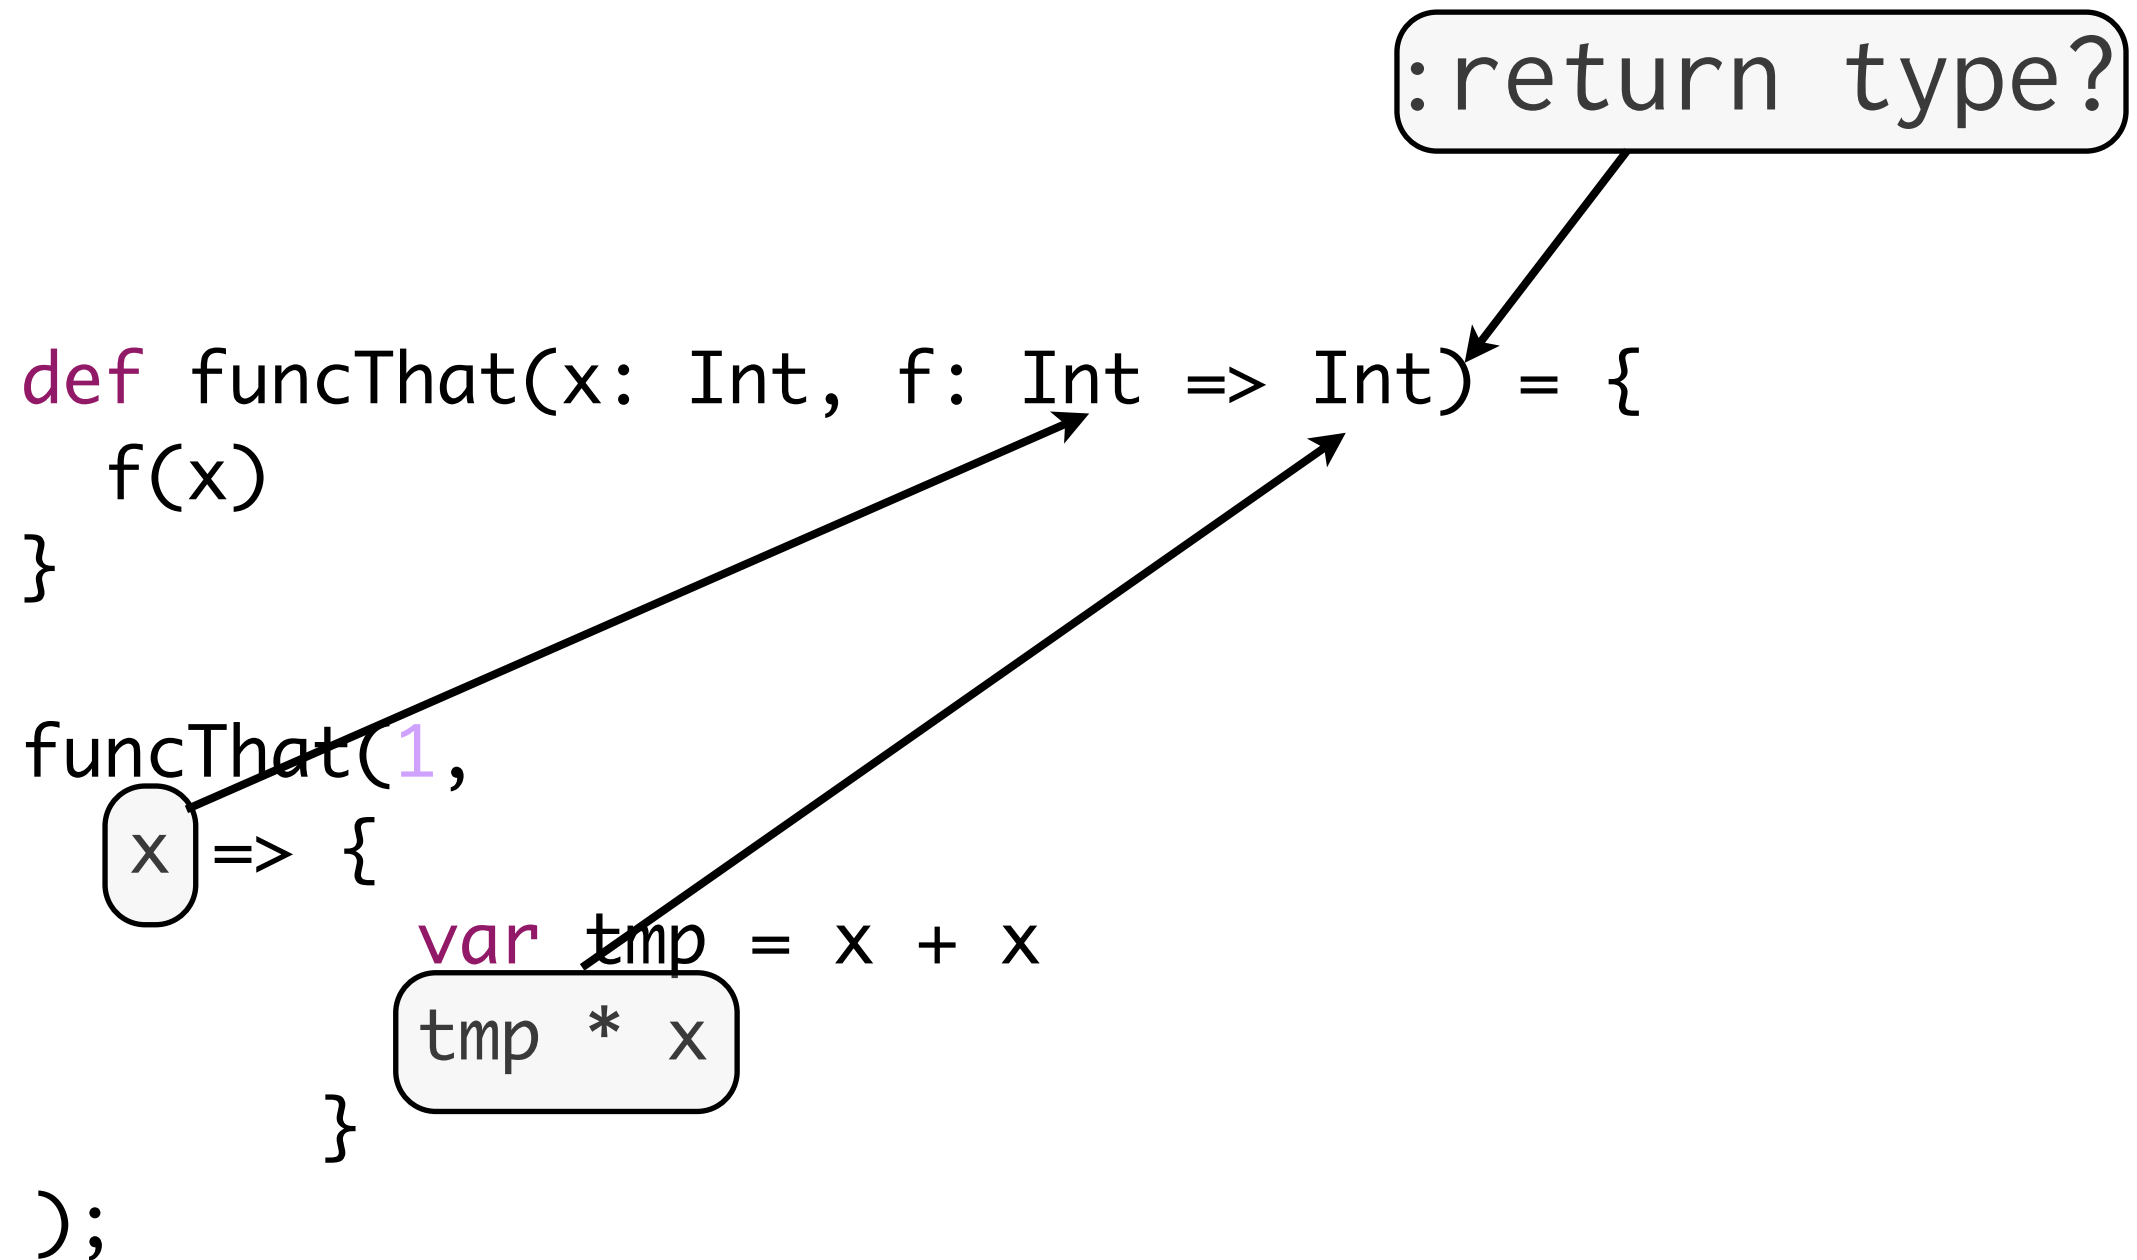 :return type?
def funcThat(x: Int, f: Int => Int) = {
  f(x)
}
funcThat(1,
  x => {
         var tmp = x + x
         tmp * x
       }
);